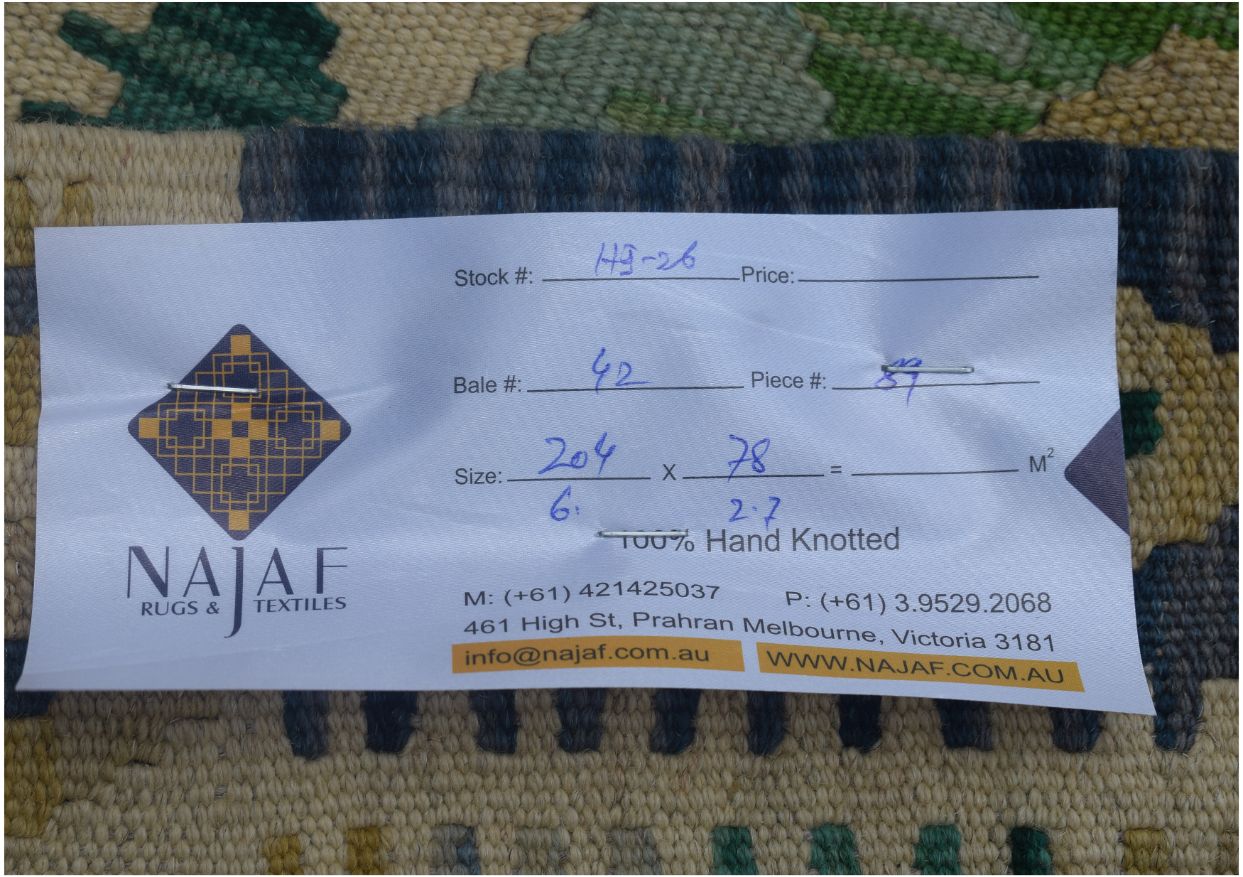 Stock #: HJ-26 Price:
Bale #: 42 Piece #: 87
Size: 204 X 78 = M²
6. 2.7
100% Hand Knotted
NAJAF
RUGS & TEXTILES
M: (+61) 421425037 P: (+61) 3.9529.2068
461 High St, Prahran Melbourne, Victoria 3181
info@najaf.com.au WWW.NAJAF.COM.AU